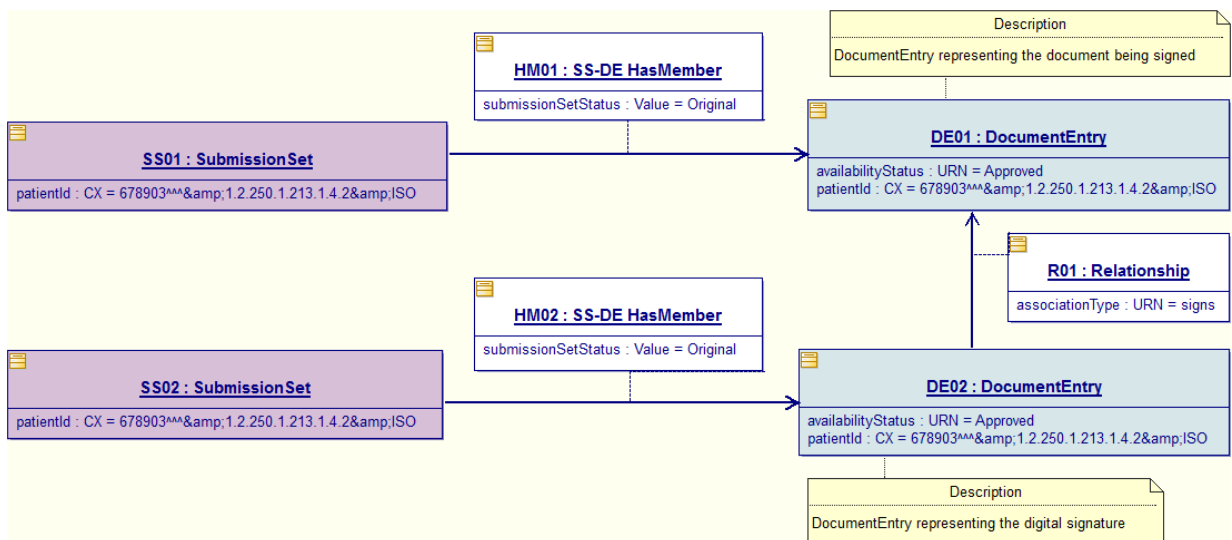 Description
DocumentEntry representing the document being signed
HM01 : SS-DE HasMember
submissionSetStatus : Value = Original
SS01 : SubmissionSet
patientId : CX = 678903^^^&amp;1.2.250.1.213.1.4.2&amp;ISO
DE01 : DocumentEntry
availabilityStatus : URN = Approved
patientId : CX = 678903^^^&amp;1.2.250.1.213.1.4.2&amp;ISO
R01 : Relationship
associationType : URN = signs
HM02 : SS-DE HasMember
submissionSetStatus : Value = Original
SS02 : SubmissionSet
patientId : CX = 678903^^^&amp;1.2.250.1.213.1.4.2&amp;ISO
DE02 : DocumentEntry
availabilityStatus : URN = Approved
patientId : CX = 678903^^^&amp;1.2.250.1.213.1.4.2&amp;ISO
Description
DocumentEntry representing the digital signature